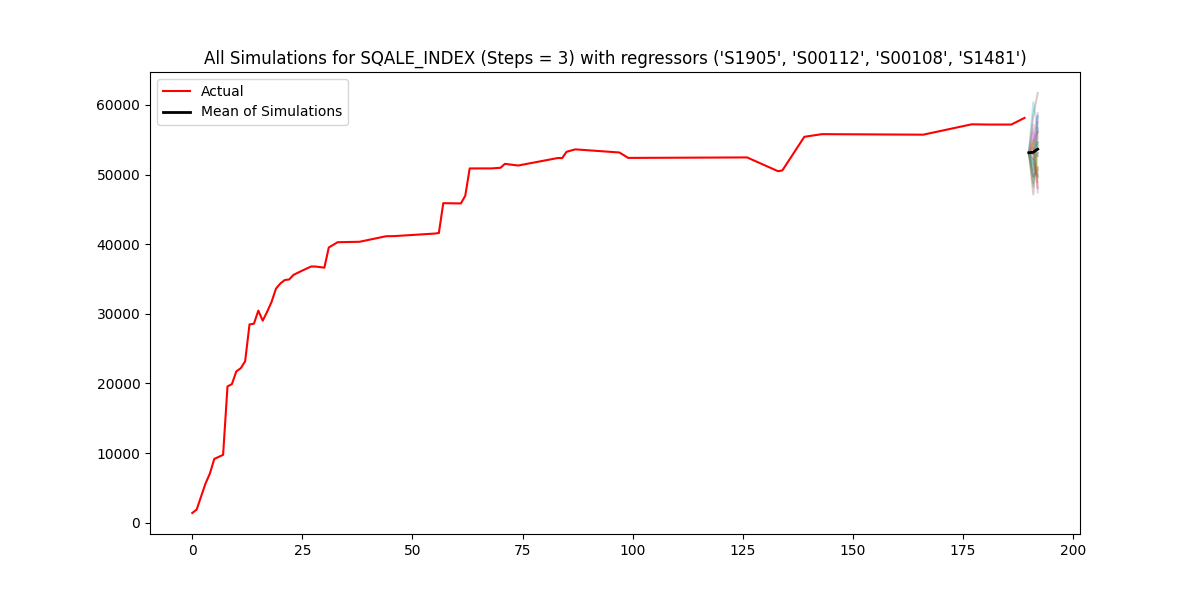 All Simulations for SQALE_INDEX (Steps = 3) with regressors ('S1905', 'S00112', 'S00108', 'S1481')
Actual
Mean of Simulations
60000
50000
40000
30000
20000
10000
0
0 25 50 75 100 125 150 175 200